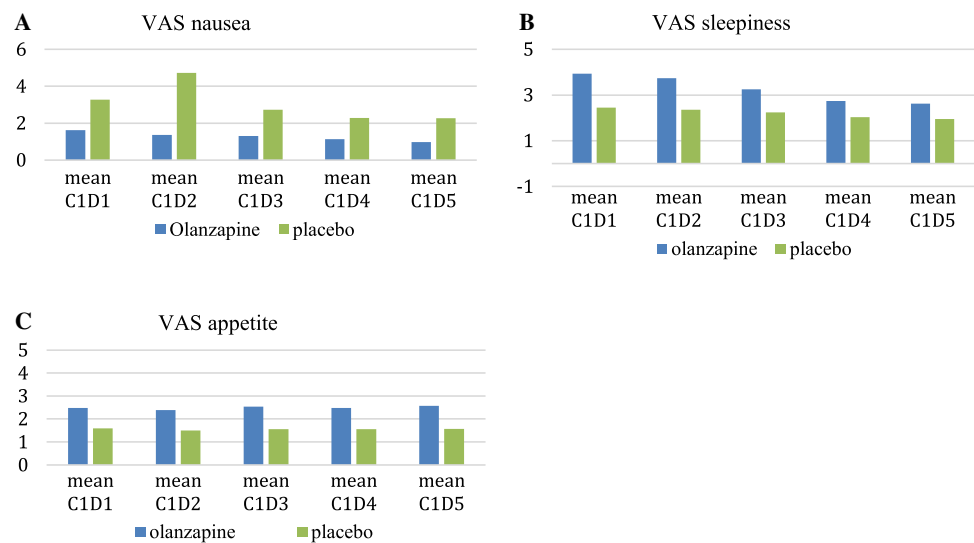 A
VAS nausea
6
4
2
0
mean mean mean mean mean
C1D1 C1D2 C1D3 C1D4 C1D5
Olanzapine placebo
B
VAS sleepiness
5
3
1
-1
mean mean mean mean mean
C1D1 C1D2 C1D3 C1D4 C1D5
olanzapine placebo
C
VAS appetite
5
4
3
2
1
0
mean mean mean mean mean
C1D1 C1D2 C1D3 C1D4 C1D5
olanzapine placebo